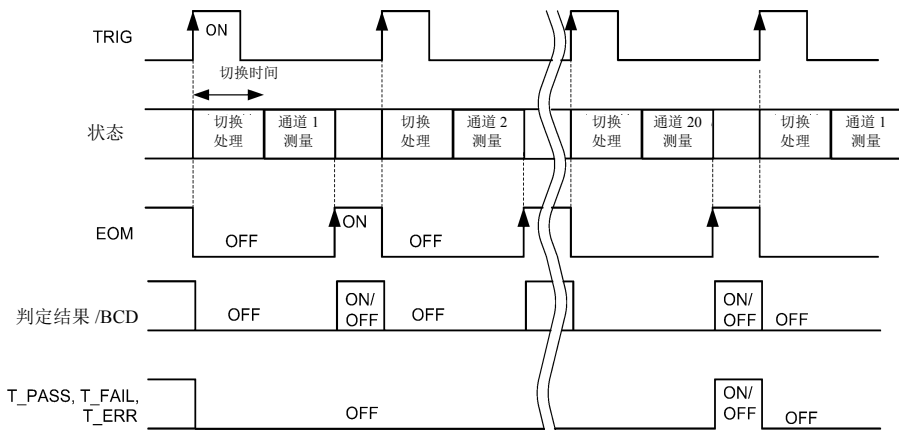 TRIG
ON
切换时间
状态
切换
处理
通道 1
测量
切换
处理
通道 2
测量
切换
处理
通道 20
测量
切换
处理
通道 1
测量
EOM
OFF
ON
OFF
判定结果 /BCD
OFF
ON/
OFF
OFF
ON/
OFF
OFF
T_PASS, T_FAIL,
T_ERR
OFF
ON/
OFF
OFF